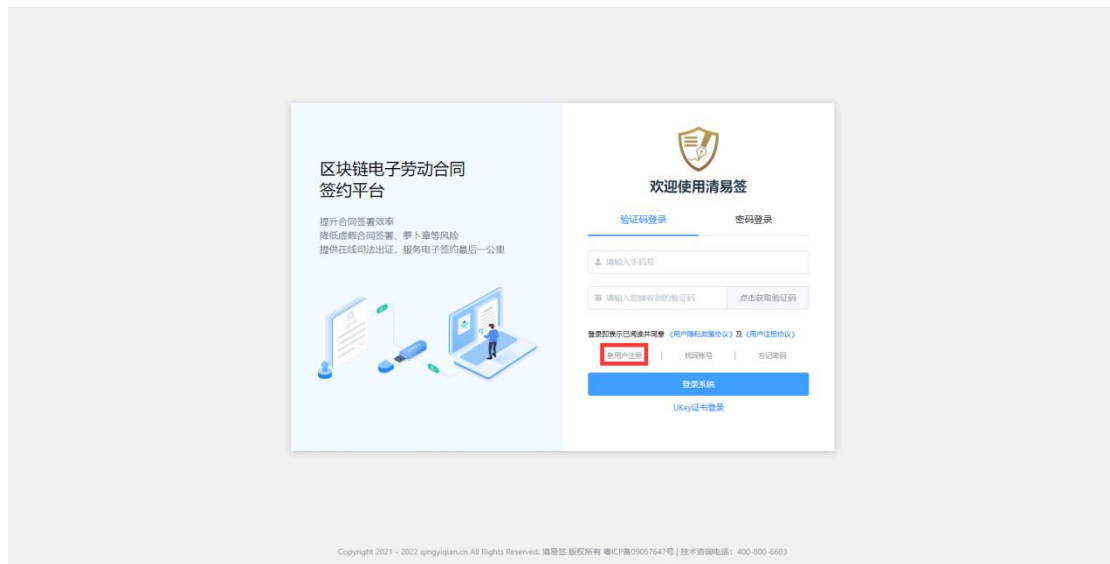 区块链电子劳动合同
签约平台
提升合同签署效率
降低虚假合同签署、萝卜章等风险
提供在线司法出证，服务电子签约最后一公里
欢迎使用清易签
验证码登录 密码登录
请输入手机号
请输入您接收到的验证码 点击获取验证码
登录即表示已阅读并同意 《用户隐私政策协议》及《用户注册协议》
新用户注册 | 找回账号 | 忘记密码
登录系统
UKey证书登录
Copyright 2021 - 2022 qingyiqian.cn All Rights Reserved. 清易签 版权所有 粤ICP备09057647号 | 技术咨询电话：400-800-6603